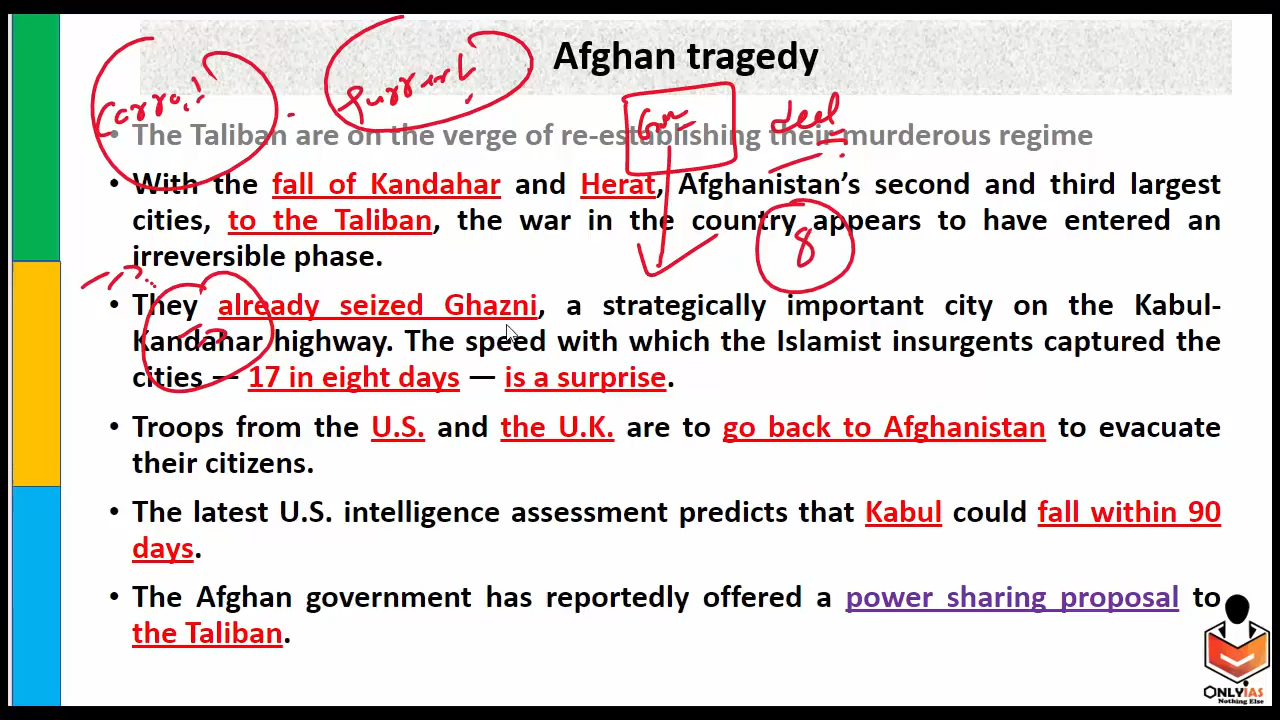 Afghan tragedy
• The Taliban are on the verge of re-establishing their murderous regime
• With the fall of Kandahar and Herat, Afghanistan's second and third largest
cities, to the Taliban, the war in the country appears to have entered an
irreversible phase.
• They already seized Ghazni, a strategically important city on the Kabul-
Kandahar highway. The speed with which the Islamist insurgents captured the
cities — 17 in eight days — is a surprise.
• Troops from the U.S. and the U.K. are to go back to Afghanistan to evacuate
their citizens.
• The latest U.S. intelligence assessment predicts that Kabul could fall within 90
days.
• The Afghan government has reportedly offered a power sharing proposal to
the Taliban.
8
ONLYIAS
Nothing Else